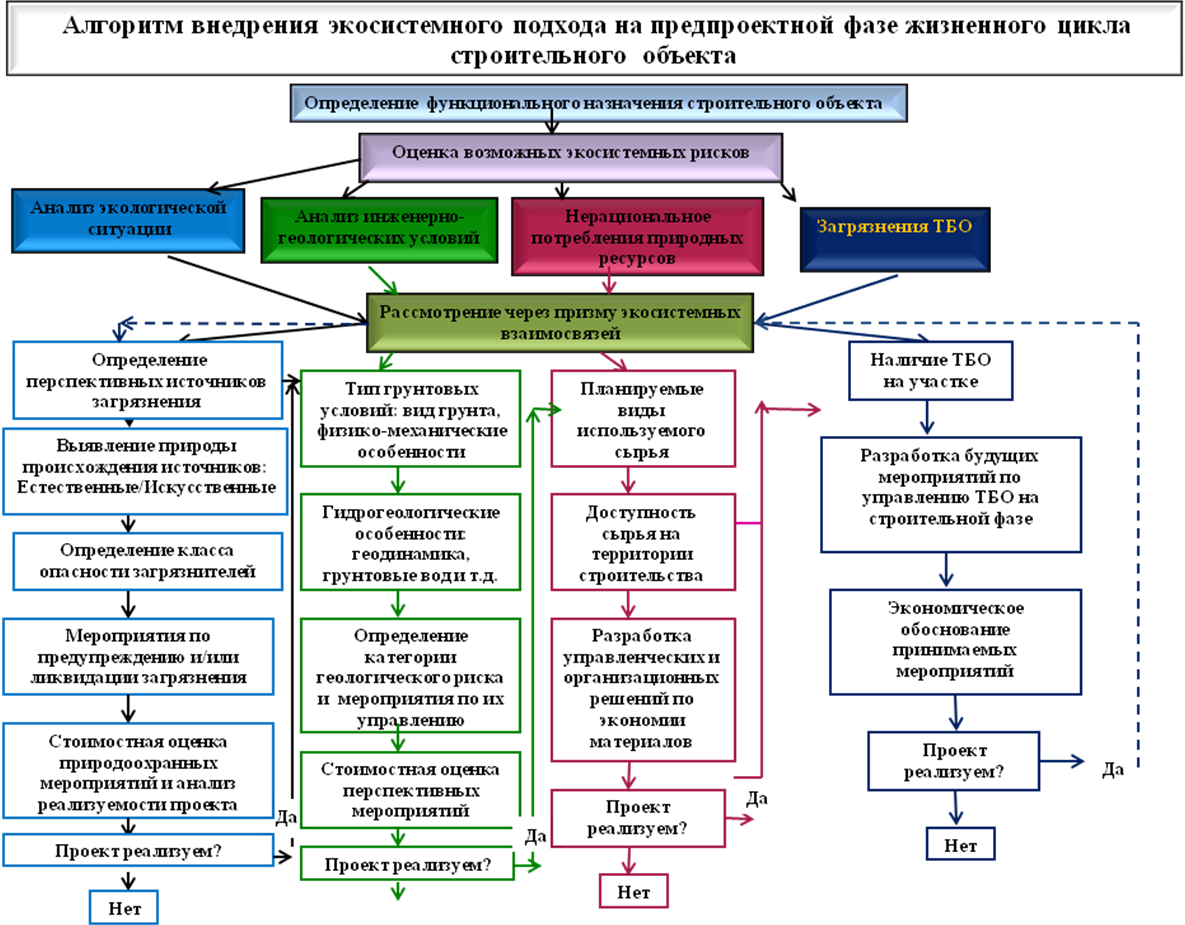 Алгоритм внедрения экосистемного подхода на предпроектной фазе жизненного цикла
строительного объекта
Определение функционального назначения строительного объекта
Оценка возможных экосистемных рисков
Анализ экологической
ситуации
Анализ инженерно-
геологических условий
Нерациональное
потребления природных
ресурсов
Загрязнения ТБО
Рассмотрение через призму экосистемных
взаимосвязей
Определение
перспективных источников
загрязнения
Выявление природы
происхождения источников:
Естественные/Искусственные
Определение класса
опасности загрязнителей
Мероприятия по
предупреждению и/или
ликвидации загрязнения
Стоимостная оценка
природоохранных
мероприятий и анализ
реализуемости проекта
Да
Проект реализуем?
Нет
Тип грунтовых
условий: вид грунта,
физико-механические
особенности
Гидрогеологические
особенности:
геодинамика,
грунтовые вод и т.д.
Определение
категории
геологического риска
и мероприятия по их
управлению
Стоимостная оценка
перспективных
мероприятий
Да
Проект реализуем?
Планируемые
виды
используемого
сырья
Доступность
сырья на
территории
строительства
Разработка
управленческих и
организационных
решений по
экономии
материалов
Да
Проект
реализуем?
Нет
Наличие ТБО
на участке
Разработка будущих
мероприятий по
управлению ТБО на
строительной фазе
Экономическое
обоснование
принимаемых
мероприятий
Проект
реализуем?
Да
Нет